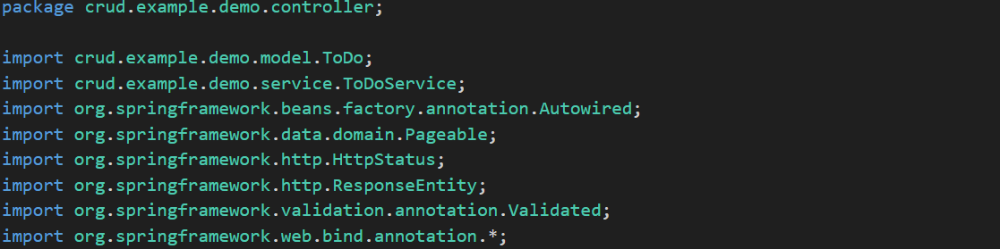 package crud.example.demo.controller;
import crud.example.demo.model.ToDo;
import crud.example.demo.service.ToDoService;
import org.springframework.beans.factory.annotation.Autowired;
import org.springframework.data.domain.Pageable;
import org.springframework.http.HttpStatus;
import org.springframework.http.ResponseEntity;
import org.springframework.validation.annotation.Validated;
import org.springframework.web.bind.annotation.*;